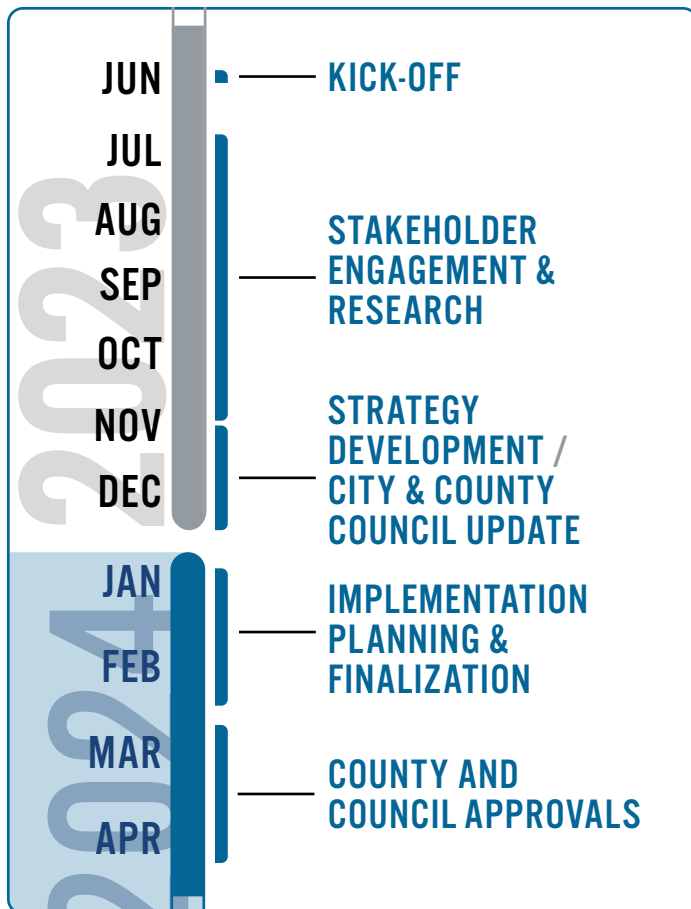 2023
JUN
KICK-OFF
JUL
AUG
SEP
STAKEHOLDER
ENGAGEMENT &
RESEARCH
OCT
NOV
DEC
STRATEGY
DEVELOPMENT /
CITY & COUNTY
COUNCIL UPDATE
2024
JAN
FEB
IMPLEMENTATION
PLANNING &
FINALIZATION
MAR
APR
COUNTY AND
COUNCIL APPROVALS